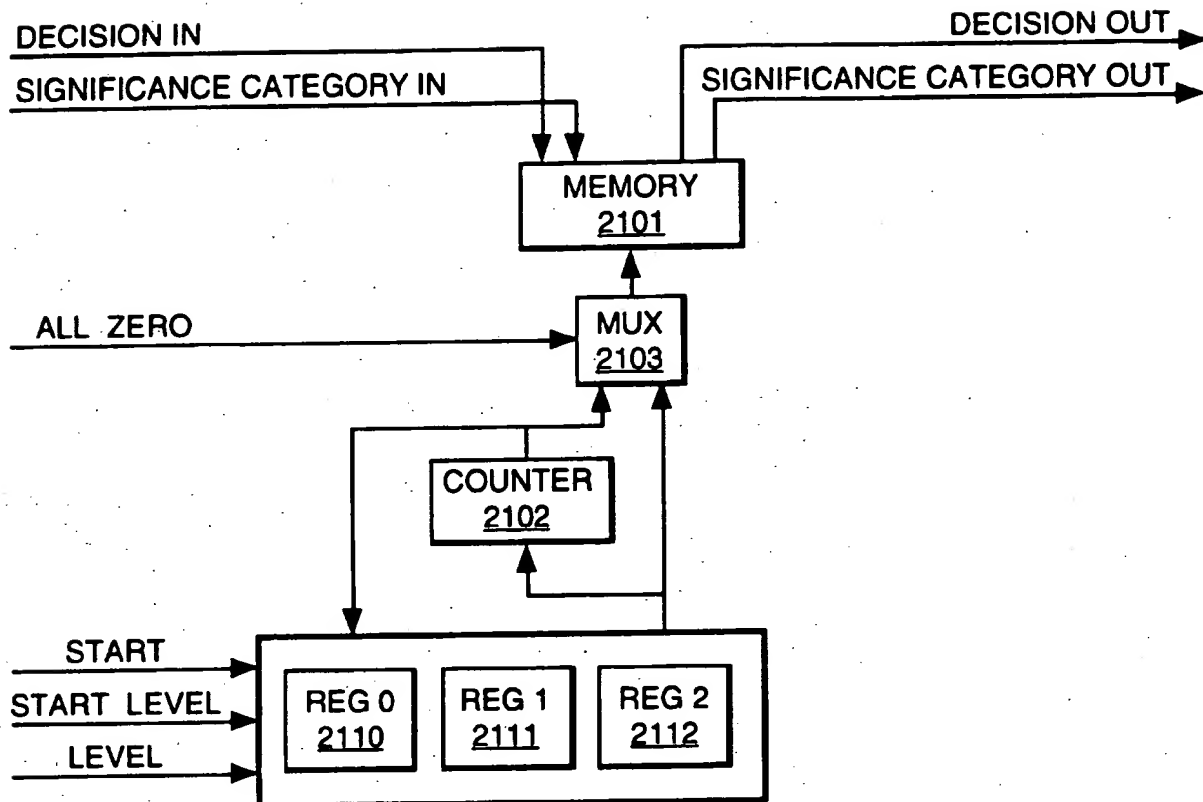 DECISION IN
DECISION OUT
SIGNIFICANCE CATEGORY IN
SIGNIFICANCE CATEGORY OUT
MEMORY
2101
ALL ZERO
MUX
2103
COUNTER
2102
START
START LEVEL
LEVEL
REG 0
2110
REG 1
2111
REG 2
2112